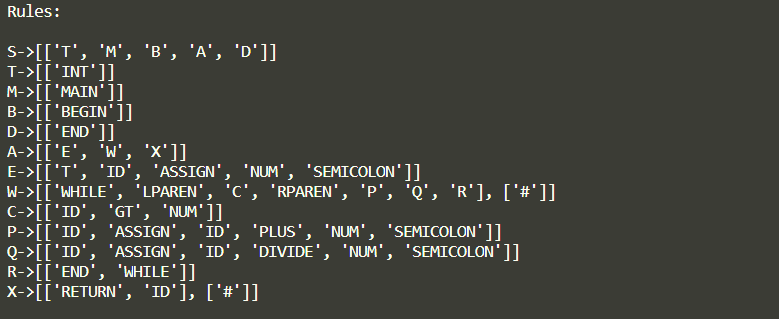 Rules:
S->[['T', 'M', 'B', 'A', 'D']]
T->[['INT']]
M->[['MAIN']]
B->[['BEGIN']]
D->[['END']]
A->[['E', 'W', 'X']]
E->[['T', 'ID', 'ASSIGN', 'NUM', 'SEMICOLON']]
W->[['WHILE', 'LPAREN', 'C', 'RPAREN', 'P', 'Q', 'R'], ['#']]
C->[['ID', 'GT', 'NUM']]
P->[['ID', 'ASSIGN', 'ID', 'PLUS', 'NUM', 'SEMICOLON']]
Q->[['ID', 'ASSIGN', 'ID', 'DIVIDE', 'NUM', 'SEMICOLON']]
R->[['END', 'WHILE']]
X->[['RETURN', 'ID'], ['#']]